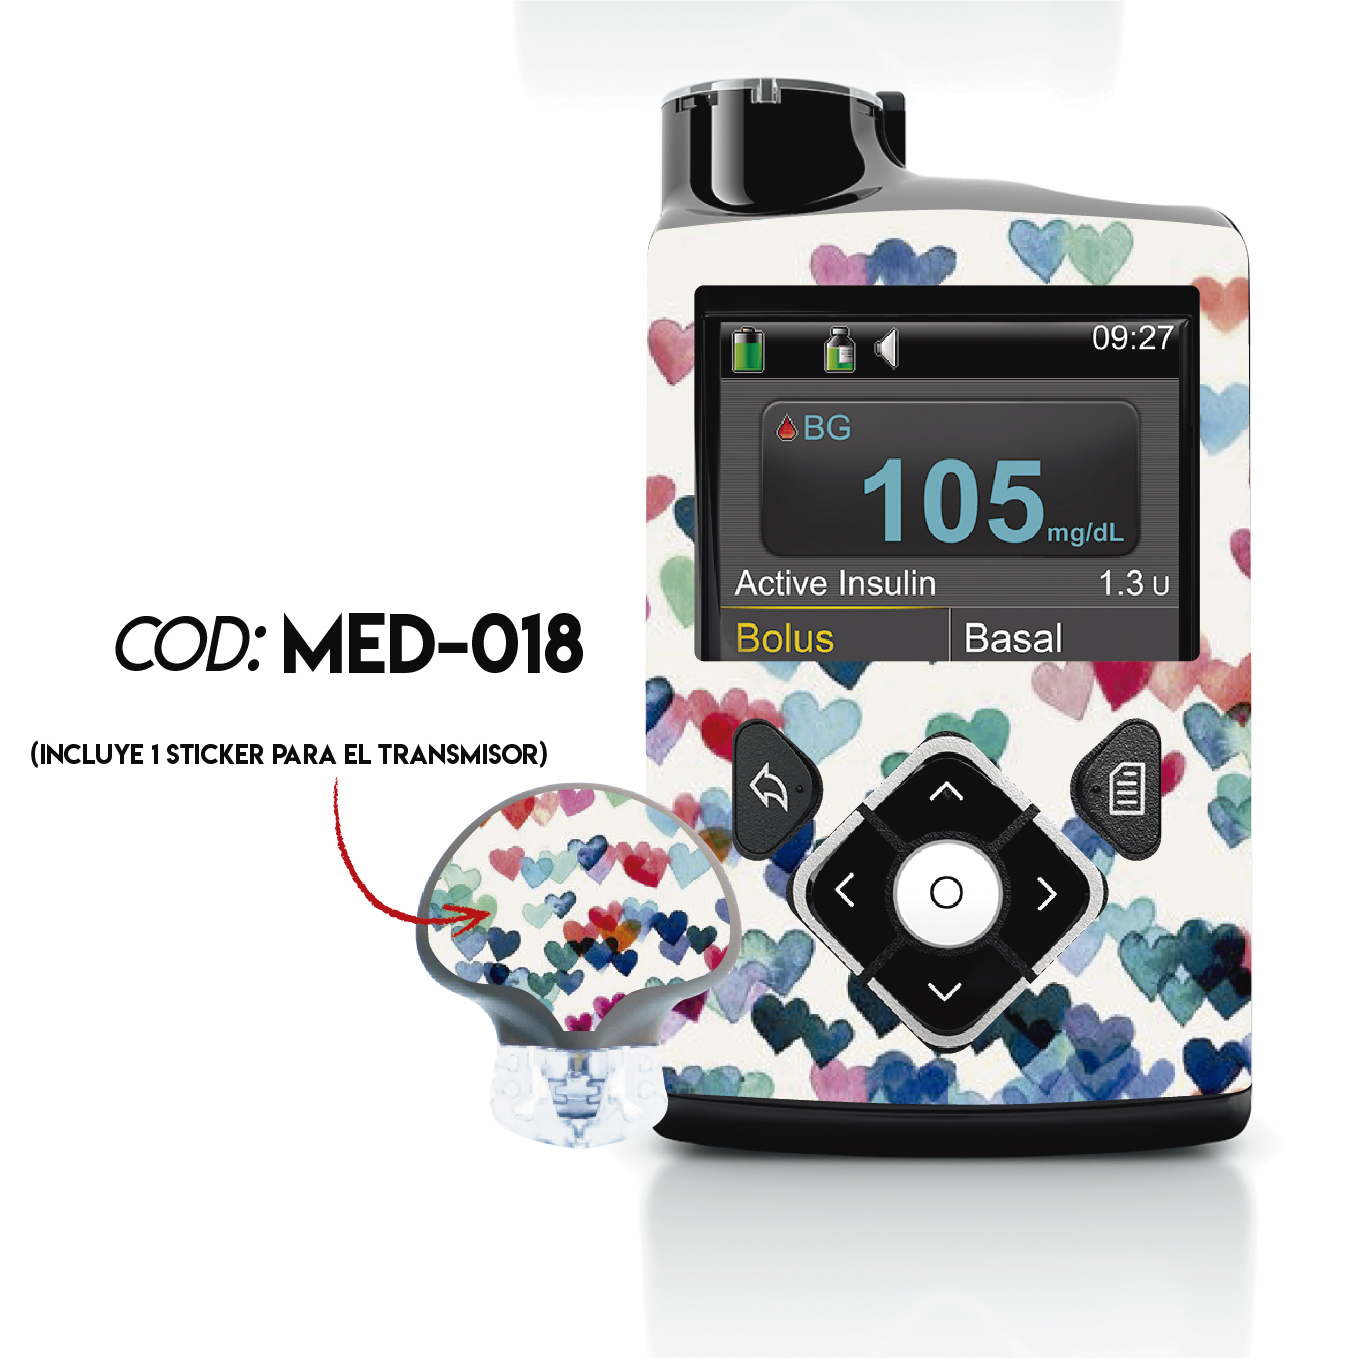 09:27
BG
105 mg/dL
Active Insulin 1.3 U
Bolus Basal
COD: MED-018
(INCLUYE 1 STICKER PARA EL TRANSMISOR)